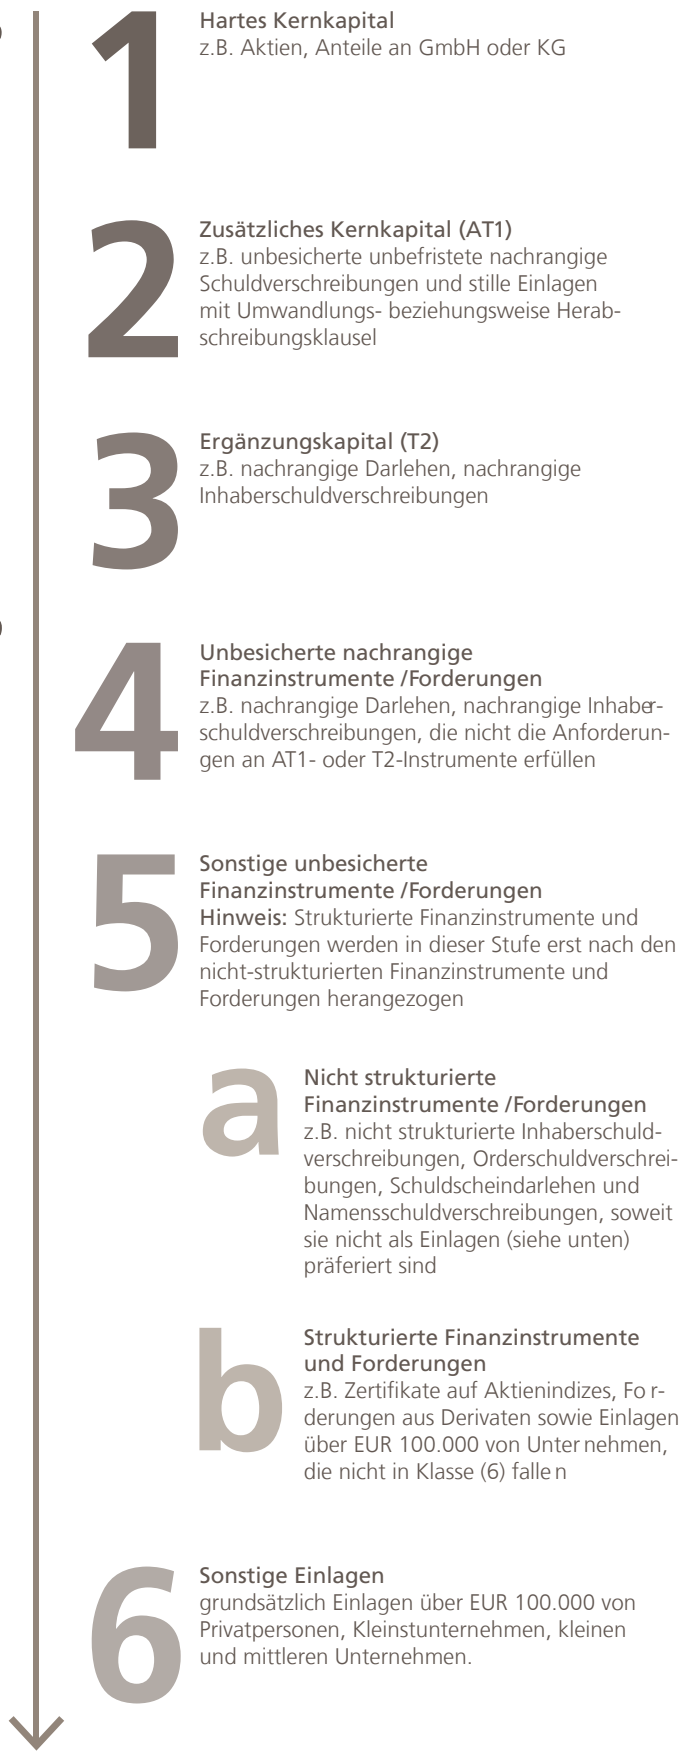 1
Hartes Kernkapital
z.B. Aktien, Anteile an GmbH oder KG
2
Zusätzliches Kernkapital (AT1)
z.B. unbesicherte unbefristete nachrangige
Schuldverschreibungen und stille Einlagen
mit Umwandlungs- beziehungsweise Herab-
schreibungsklausel
3
Ergänzungskapital (T2)
z.B. nachrangige Darlehen, nachrangige
Inhaberschuldverschreibungen
4
Unbesicherte nachrangige
Finanzinstrumente /Forderungen
z.B. nachrangige Darlehen, nachrangige Inhaber-
schuldverschreibungen, die nicht die Anforderun-
gen an AT1- oder T2-Instrumente erfüllen
5
Sonstige unbesicherte
Finanzinstrumente /Forderungen
Hinweis: Strukturierte Finanzinstrumente und
Forderungen werden in dieser Stufe erst nach den
nicht-strukturierten Finanzinstrumente und
Forderungen herangezogen
a
Nicht strukturierte
Finanzinstrumente /Forderungen
z.B. nicht strukturierte Inhaberschuld-
verschreibungen, Orderschuldverschrei-
bungen, Schuldscheindarlehen und
Namensschuldverschreibungen, soweit
sie nicht als Einlagen (siehe unten)
präferiert sind
b
Strukturierte Finanzinstrumente
und Forderungen
z.B. Zertifikate auf Aktienindizes, Fo r-
derungen aus Derivaten sowie Einlagen
über EUR 100.000 von Unter nehmen,
die nicht in Klasse (6) falle n
6
Sonstige Einlagen
grundsätzlich Einlagen über EUR 100.000 von
Privatpersonen, Kleinstunternehmen, kleinen
und mittleren Unternehmen.